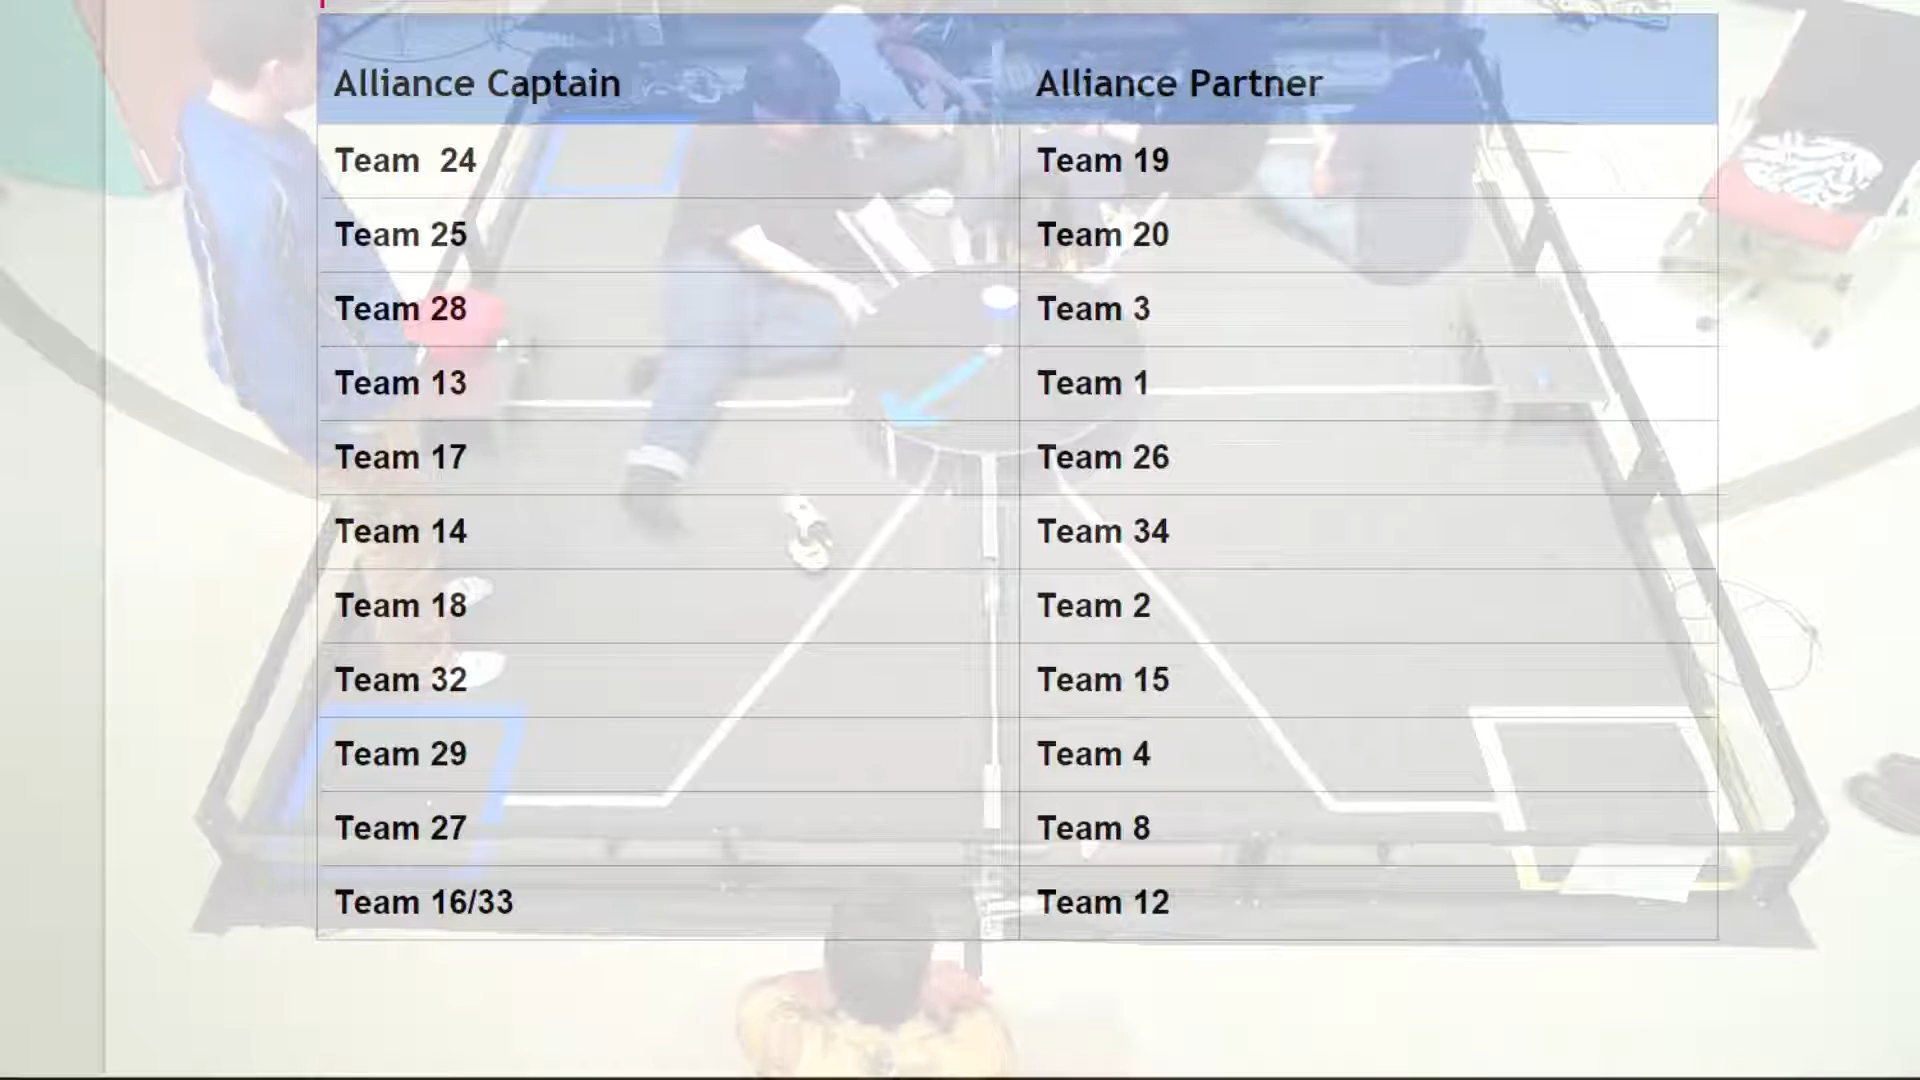 Alliance Captain Alliance Partner
Team 24 Team 19
Team 25 Team 20
Team 28 Team 3
Team 13 Team 1
Team 17 Team 26
Team 14 Team 34
Team 18 Team 2
Team 32 Team 15
Team 29 Team 4
Team 27 Team 8
Team 16/33 Team 12